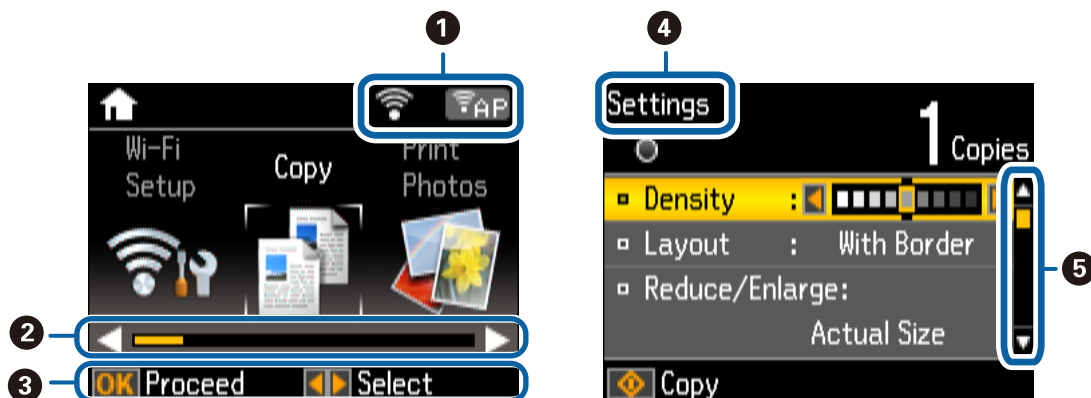 1
4
AP
Settings
1 Copies
Wi-Fi
Setup
Copy
Print
Photos
Density :
Layout : With Border
5
Reduce/Enlarge:
Actual Size
2
3
OK Proceed
Select
Copy